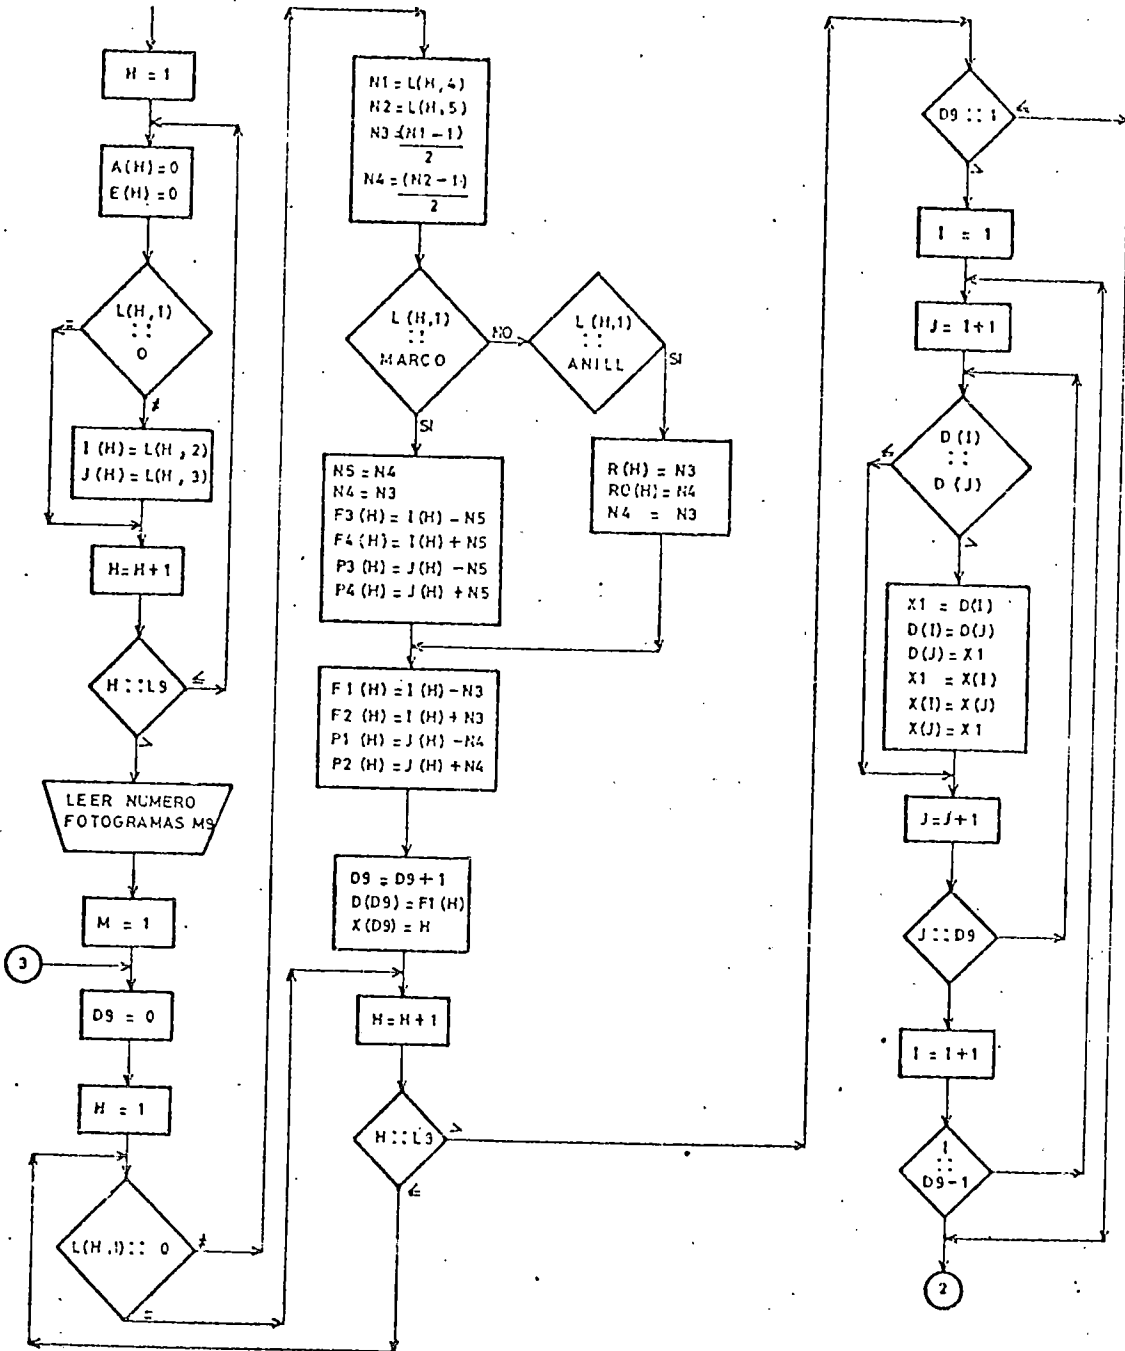 H = 1
A(H)=0
E(H)=0
L(H,1)
::
0
=
≠
I(H)=L(H,2)
J(H)=L(H,3)
H=H+1
H::L9
≤
>
LEER NUMERO
FOTOGRAMAS M9
M = 1
3
D9 = 0
H = 1
L(H,1):: 0
≠
=
N1=L(H,4)
N2=L(H,5)
N3=(N1-1)
2
N4=(N2-1)
2
L(H,1)
::
MARCO
NO
SI
L(H,1)
::
ANILL
SI
N5=N4
N4=N3
F3(H)=I(H)-N5
F4(H)=I(H)+N5
P3(H)=J(H)-N5
P4(H)=J(H)+N5
R(H)=N3
R0(H)=N4
N4 = N3
F1(H)=I(H)-N3
F2(H)=I(H)+N3
P1(H)=J(H)-N4
P2(H)=J(H)+N4
D9=D9+1
D(D9)=F1(H)
X(D9)=H
H=H+1
H::L3
>
≤
D9::1
≤
>
I = 1
J=I+1
D(I)
::
D(J)
≤
>
X1 = D(I)
D(I)=D(J)
D(J)=X1
X1 = X(I)
X(I)=X(J)
X(J)=X1
J=J+1
J::D9
I=I+1
I
::
D9-1
2